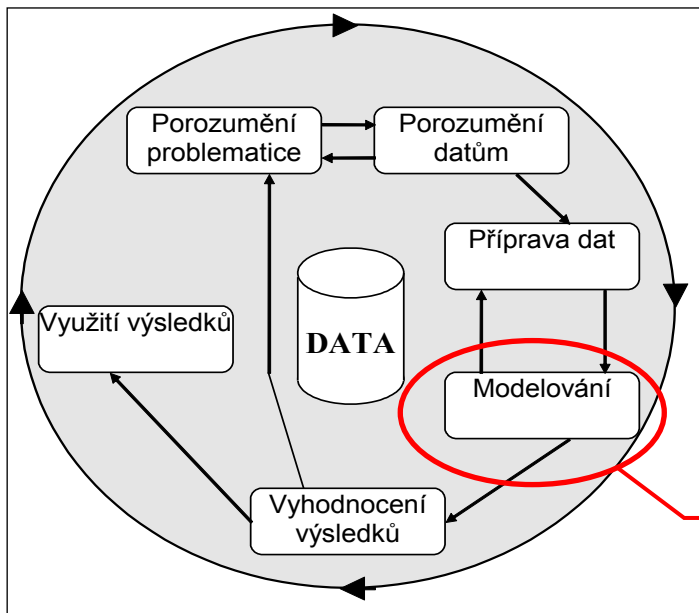 Porozumění
problematice
Porozumění
datům
Příprava dat
Využití výsledků
DATA
Modelování
Vyhodnocení
výsledků